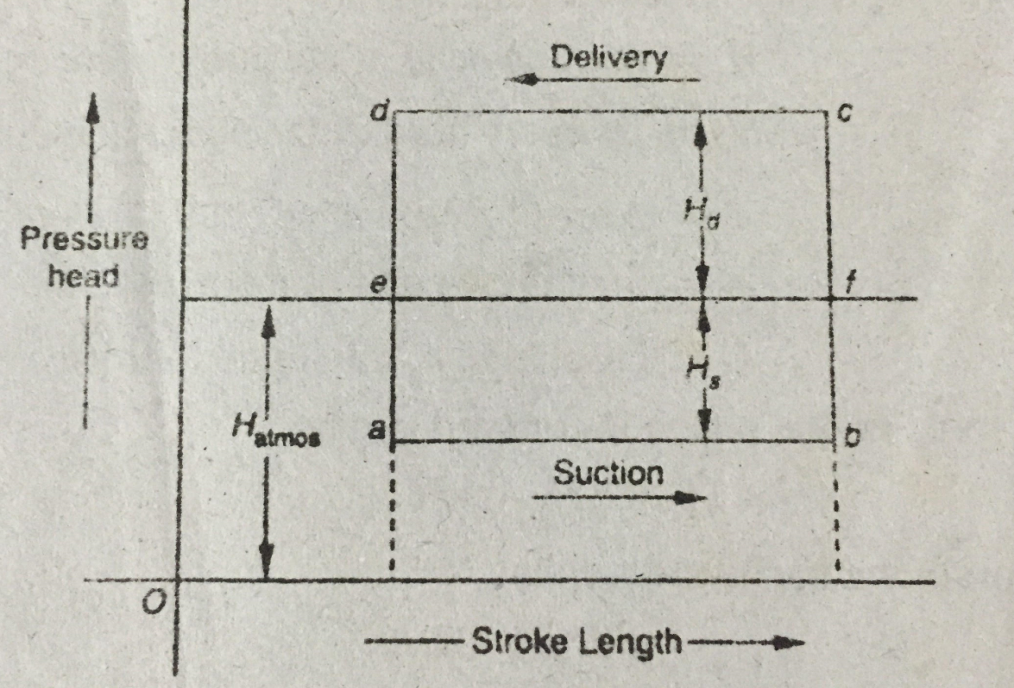 Delivery
d
c
H_d
Pressure
head
e
f
H_s
H_atmos
a
b
Suction
O
Stroke Length